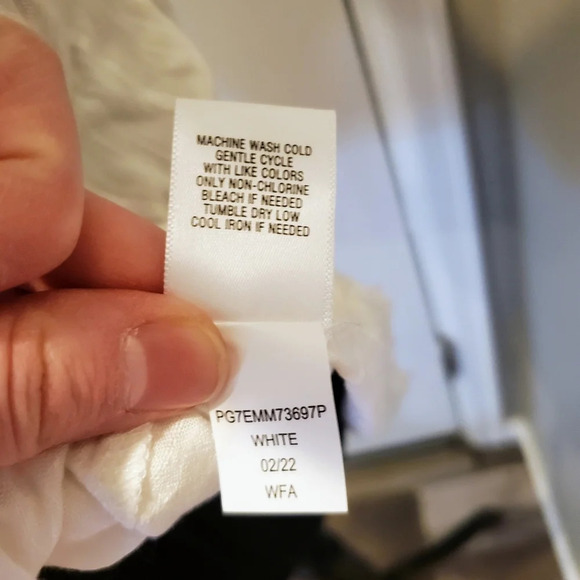 MACHINE WASH COLD
GENTLE CYCLE
WITH LIKE COLORS
ONLY NON-CHLORINE
BLEACH IF NEEDED
TUMBLE DRY LOW
COOL IRON IF NEEDED
PG7EMM73697P
WHITE
02/22
WFA